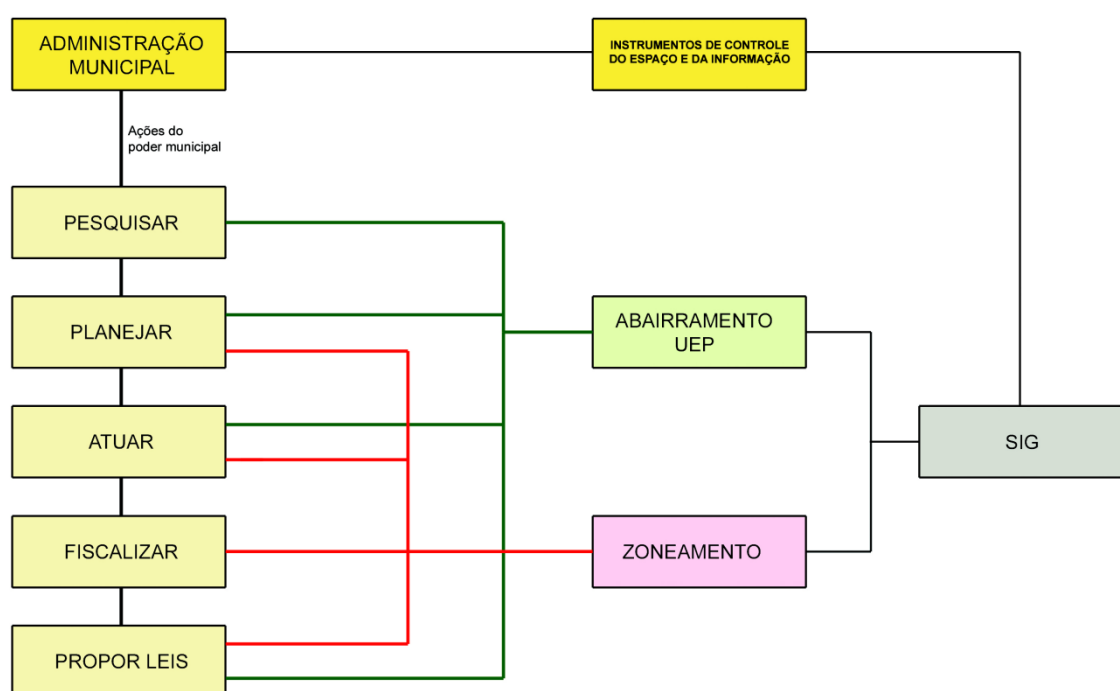 ADMINISTRAÇÃO
MUNICIPAL
INSTRUMENTOS DE CONTROLE
DO ESPAÇO E DA INFORMAÇÃO
Ações do
poder municipal
PESQUISAR
PLANEJAR
ABAIRRAMENTO
UEP
ATUAR
SIG
FISCALIZAR
ZONEAMENTO
PROPOR LEIS